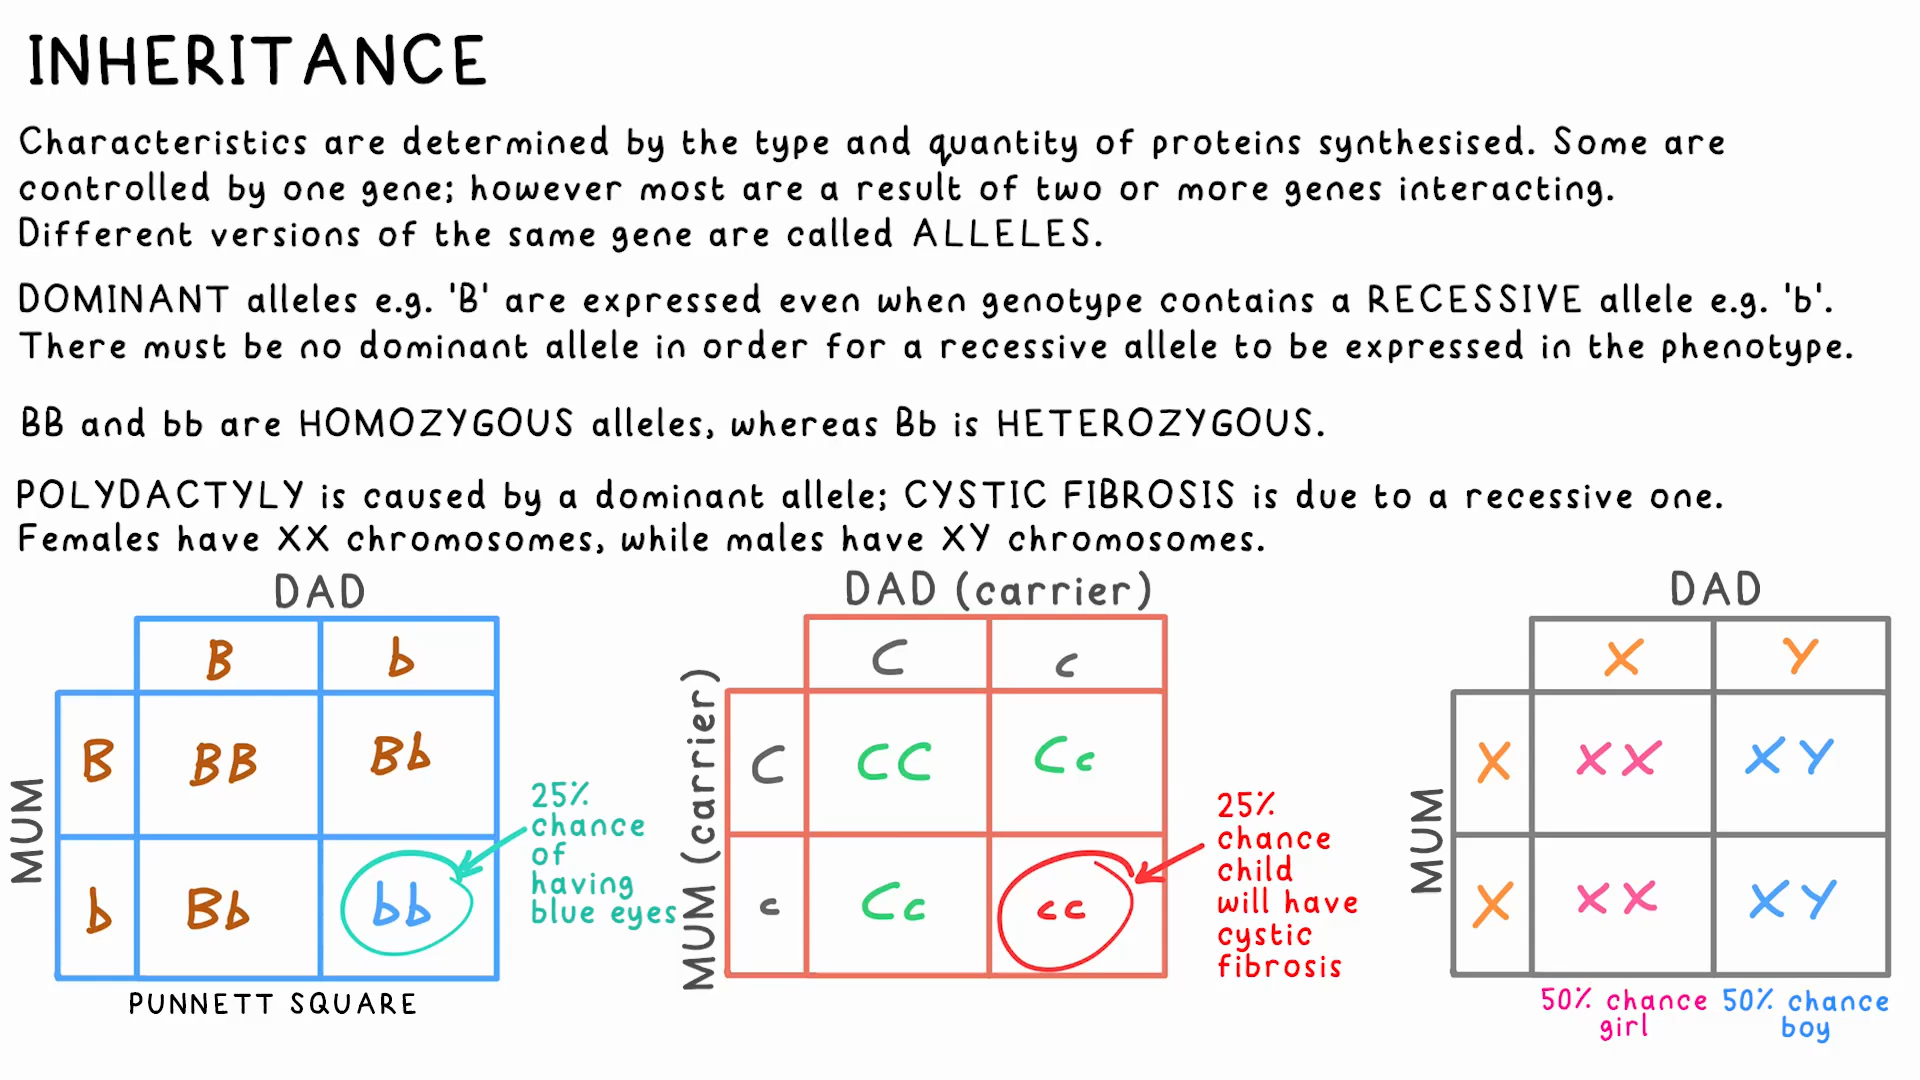 INHERITANCE
Characteristics are determined by the type and quantity of proteins synthesised. Some are
controlled by one gene; however most are a result of two or more genes interacting.
Different versions of the same gene are called ALLELES.
DOMINANT alleles e.g. 'B' are expressed even when genotype contains a RECESSIVE allele e.g. 'b'.
There must be no dominant allele in order for a recessive allele to be expressed in the phenotype.
BB and bb are HOMOZYGOUS alleles, whereas Bb is HETEROZYGOUS.
POLYDACTYLY is caused by a dominant allele; CYSTIC FIBROSIS is due to a recessive one.
Females have XX chromosomes, while males have XY chromosomes.
DAD
B b
MUM
B BB Bb
b Bb bb
25%
chance
of
having
blue eyes
PUNNETT SQUARE
DAD (carrier)
C c
MUM (carrier)
C CC Cc
c Cc cc
25%
chance
child
will have
cystic
fibrosis
DAD
X Y
MUM
X XX XY
X XX XY
50% chance
girl
50% chance
boy